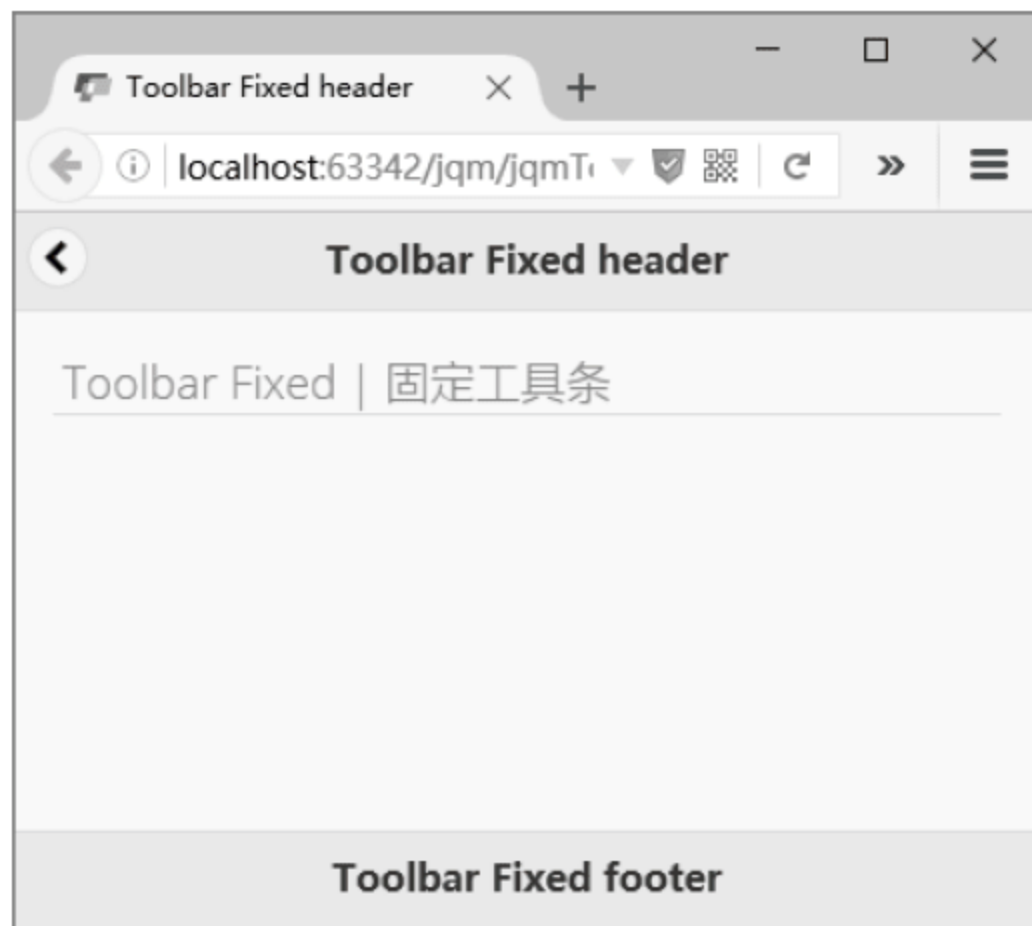 Toolbar Fixed header
localhost:63342/jqm/jqmT
Toolbar Fixed header
Toolbar Fixed | 固定工具条
Toolbar Fixed footer